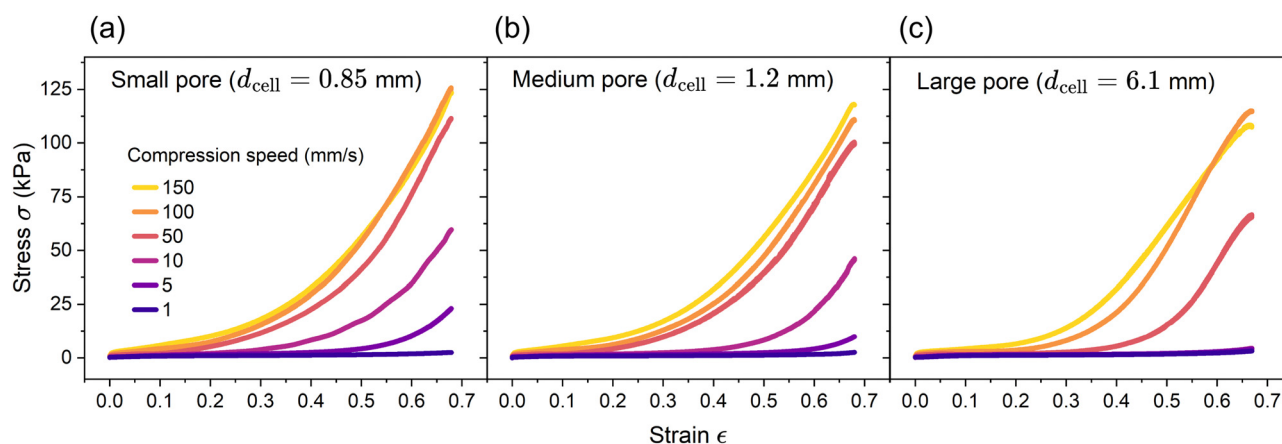 (a) (b) (c)
Small pore (d_cell = 0.85 mm) Medium pore (d_cell = 1.2 mm) Large pore (d_cell = 6.1 mm)
Compression speed (mm/s)
150
100
50
10
5
1
Stress σ (kPa)
125
100
75
50
25
0
0.0 0.1 0.2 0.3 0.4 0.5 0.6 0.7 0.0 0.1 0.2 0.3 0.4 0.5 0.6 0.7 0.0 0.1 0.2 0.3 0.4 0.5 0.6 0.7
Strain ϵ